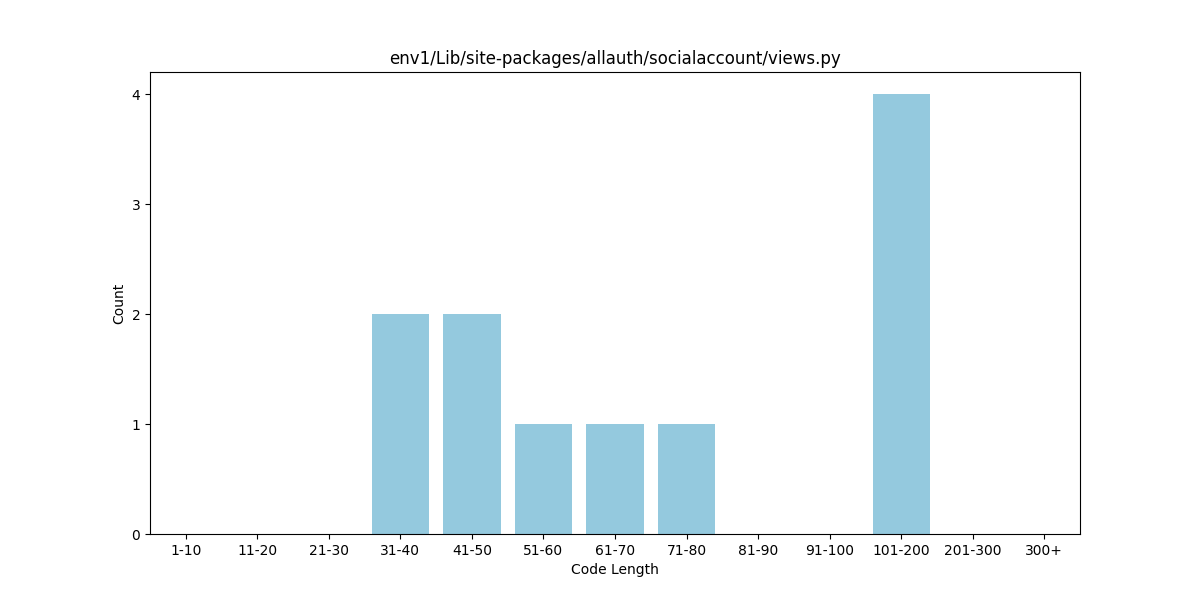 env1/Lib/site-packages/allauth/socialaccount/views.py
4
3
2
1
0
Count
1-10 11-20 21-30 31-40 41-50 51-60 61-70 71-80 81-90 91-100 101-200 201-300 300+
Code Length